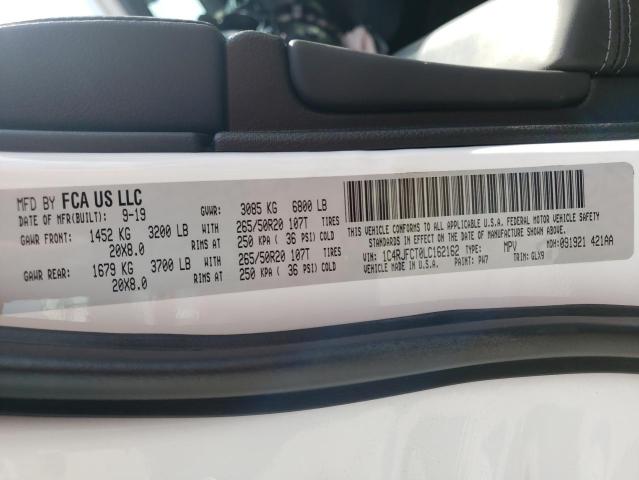 MFD BY FCA US LLC
DATE OF MFR(BUILT): 9-19 GVWR: 3085 KG 6800 LB
GAWR FRONT: 1452 KG 3200 LB WITH 265/50R20 107T TIRES
20X8.0 RIMS AT 250 KPA ( 36 PSI) COLD
GAWR REAR: 1679 KG 3700 LB WITH 265/50R20 107T TIRES
20X8.0 RIMS AT 250 KPA ( 36 PSI) COLD
THIS VEHICLE CONFORMS TO ALL APPLICABLE U.S.A. FEDERAL MOTOR VEHICLE SAFETY
STANDARDS IN EFFECT ON THE DATE OF MANUFACTURE SHOWN ABOVE.
VIN: 1C4RJFCT0LC162162 TYPE: MPV MDH:091921 421AA
VEHICLE MADE IN U.S.A. PAINT: PW7 TRIM: GLX9